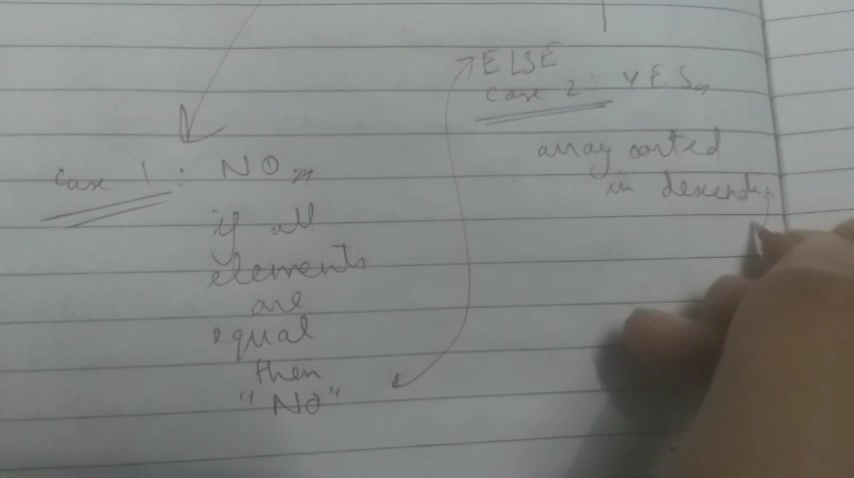 Case 1 : NO
if all
elements
are
equal
then
"NO"
ELSE
Case 2 : YES
array sorted
in descending